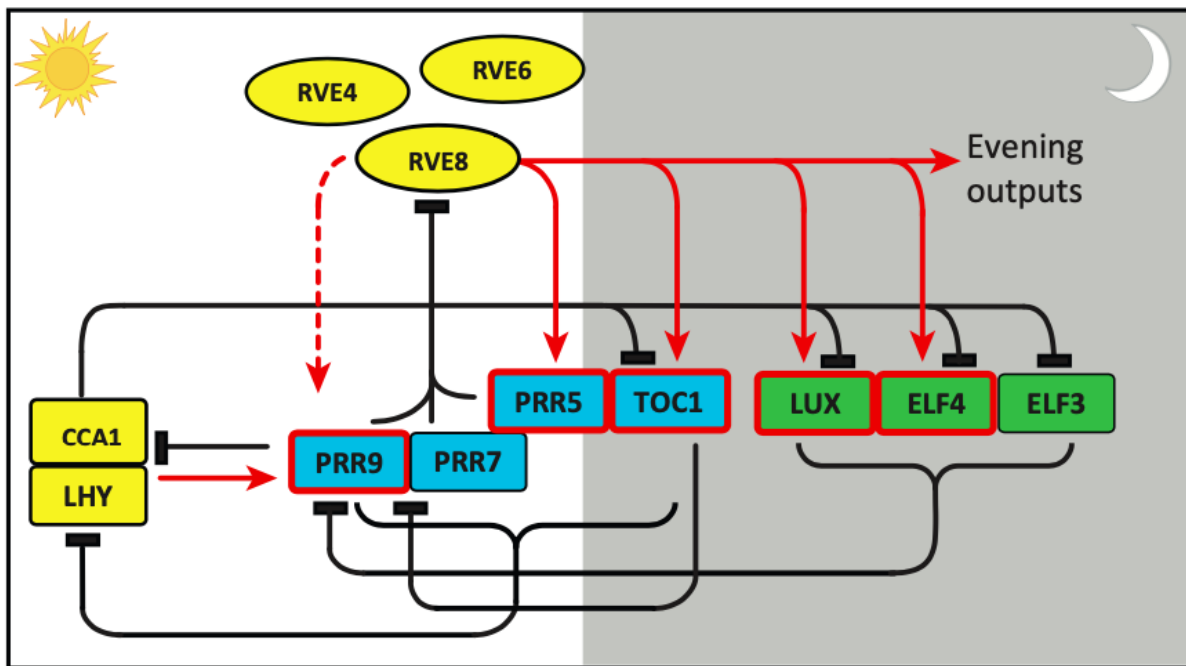 RVE6
RVE4
RVE8
Evening
outputs
PRR5
TOC1
LUX
ELF4
ELF3
CCA1
PRR9
PRR7
LHY